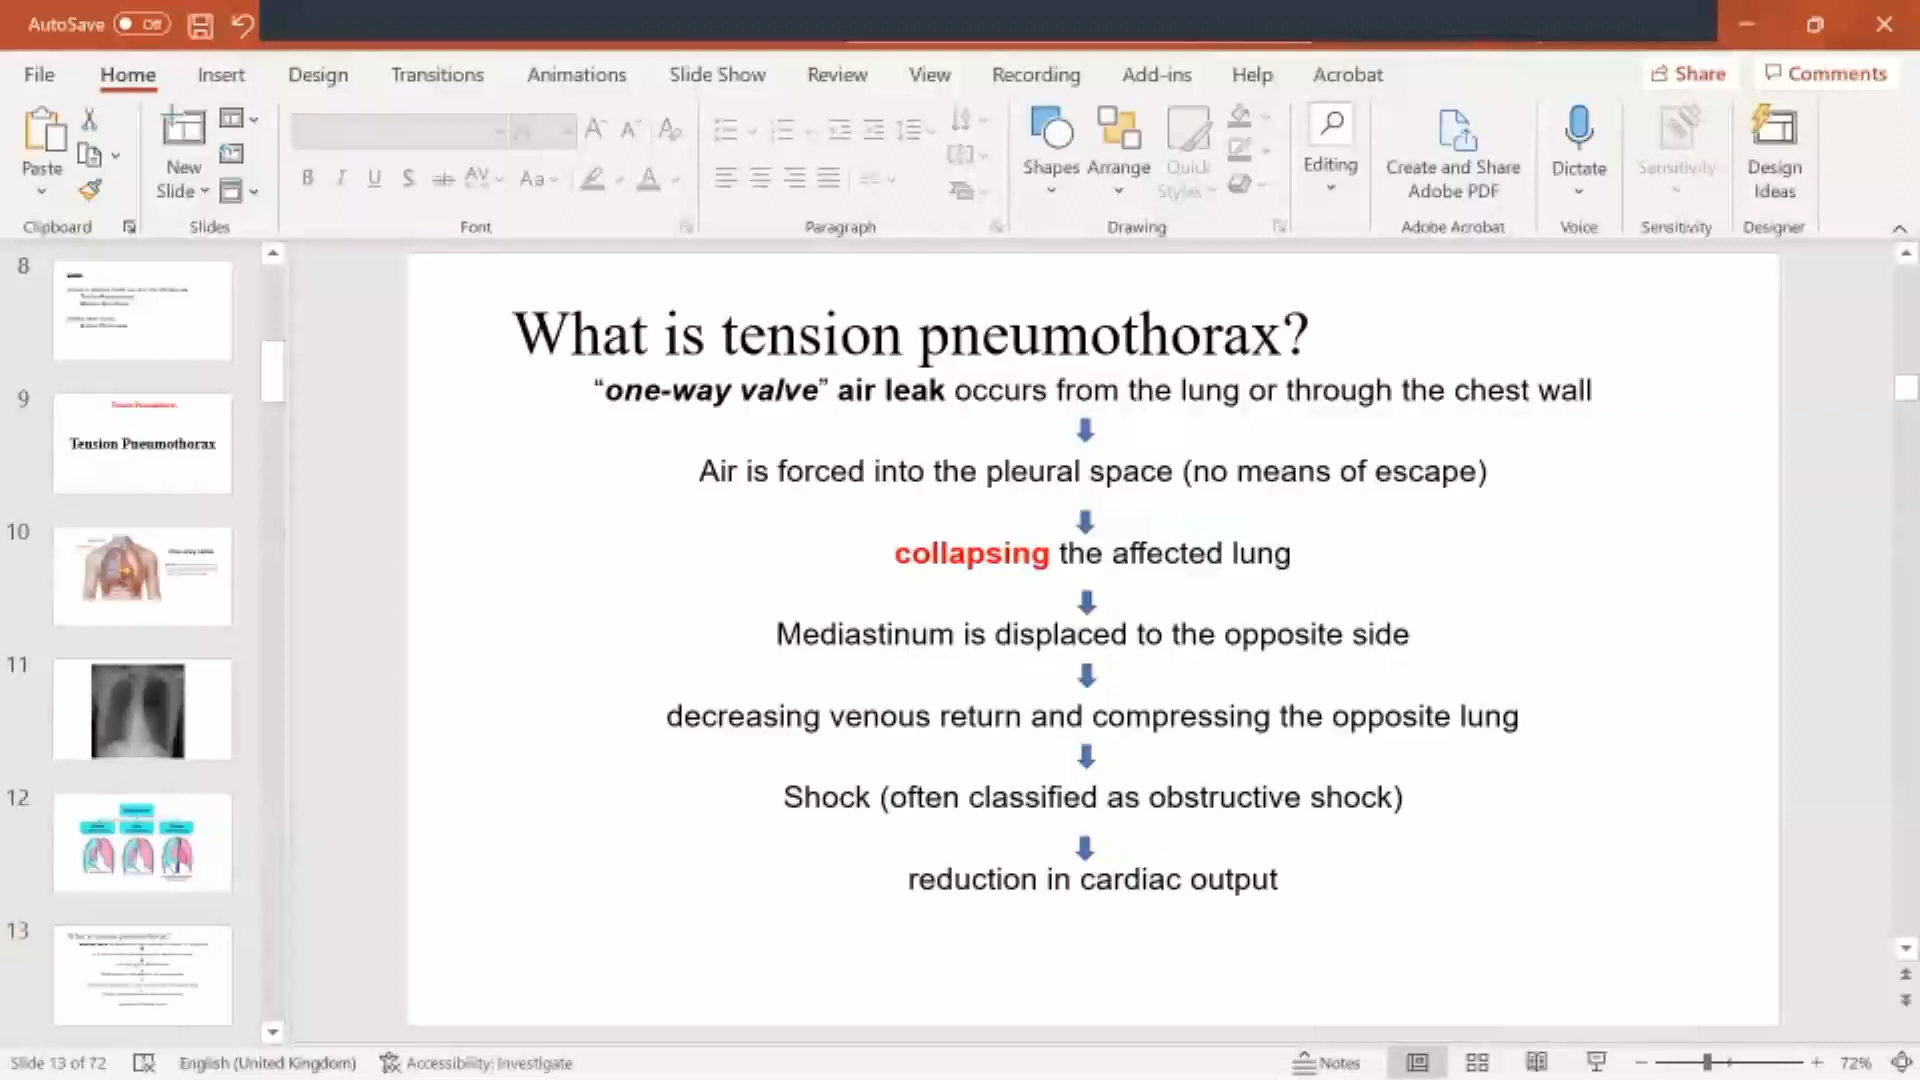 AutoSave Off
File Home Insert Design Transitions Animations Slide Show Review View Recording Add-ins Help Acrobat Share Comments
Paste
New
Slide
Shapes Arrange Quick
Styles
Editing
Create and Share
Adobe PDF
Dictate
Sensitivity
Design
Ideas
Clipboard Slides Font Paragraph Drawing Adobe Acrobat Voice Sensitivity Designer
8
9
Tension Pneumothorax
10
11
12
13
What is tension pneumothorax?
“one-way valve” air leak occurs from the lung or through the chest wall
Air is forced into the pleural space (no means of escape)
collapsing the affected lung
Mediastinum is displaced to the opposite side
decreasing venous return and compressing the opposite lung
Shock (often classified as obstructive shock)
reduction in cardiac output
Slide 13 of 72 English (United Kingdom) Accessibility: Investigate Notes 72%